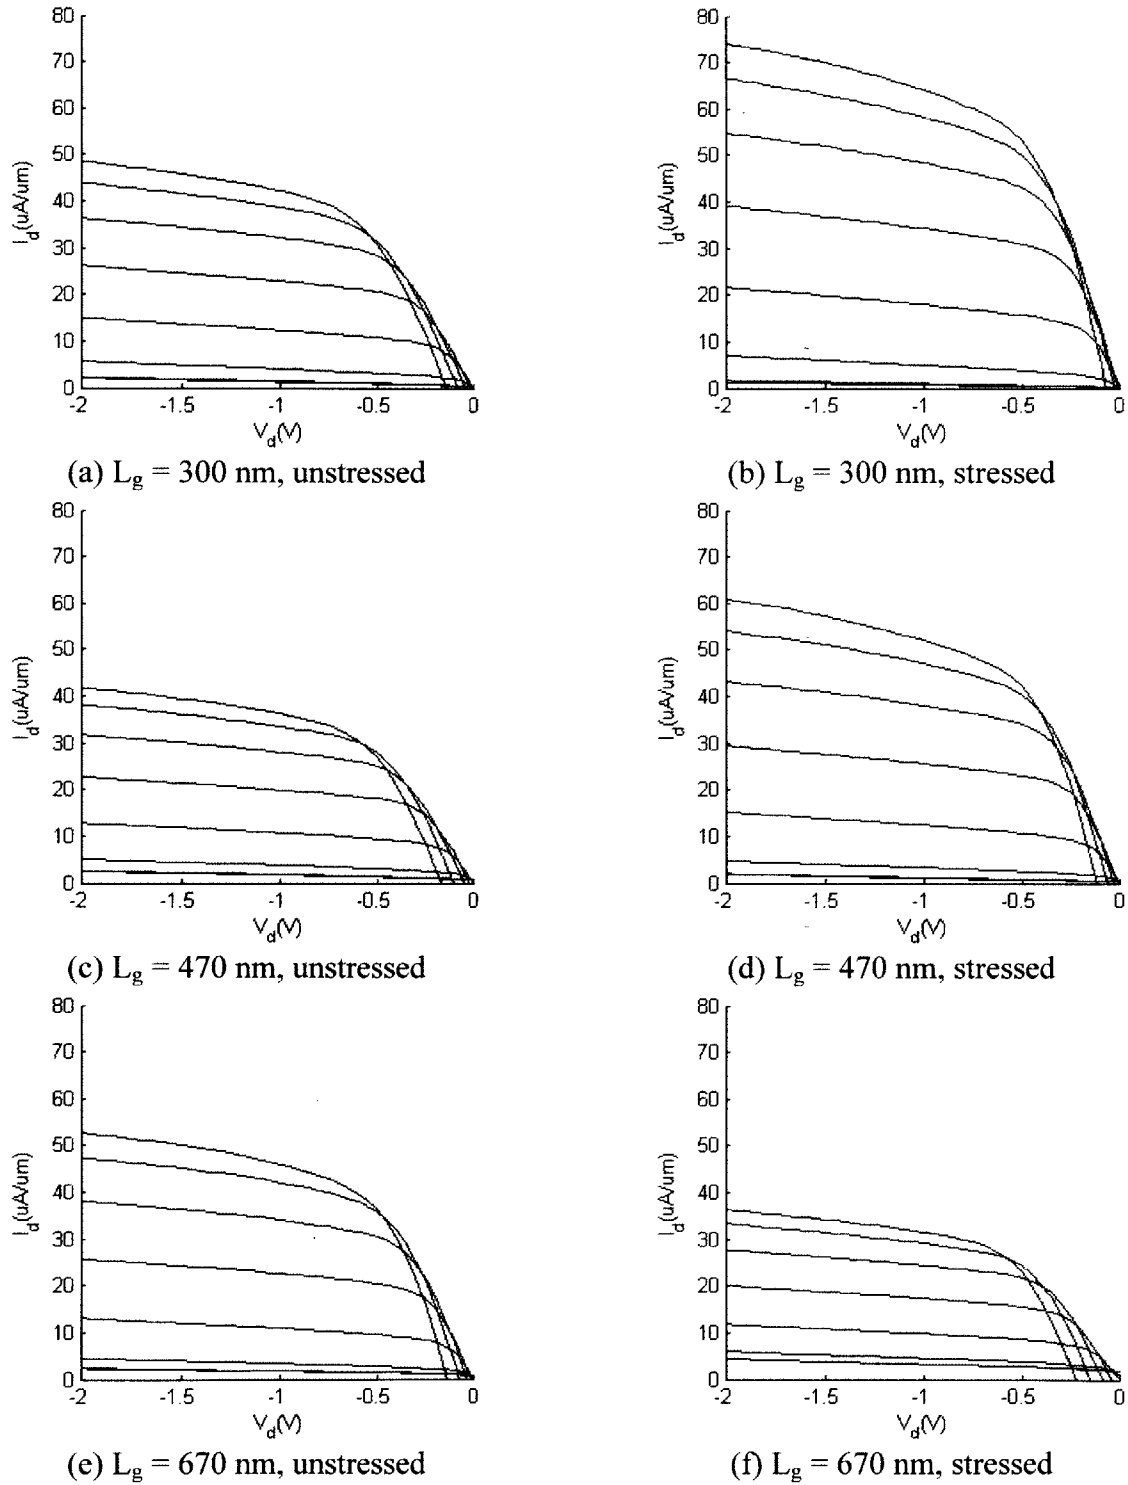 80
70
60
50
40
30
20
10
0
I_d(uA/um)
-2 -1.5 -1 -0.5 0
V_d(V)
(a) L_g = 300 nm, unstressed
80
70
60
50
40
30
20
10
0
I_d(uA/um)
-2 -1.5 -1 -0.5 0
V_d(V)
(b) L_g = 300 nm, stressed
80
70
60
50
40
30
20
10
0
I_d(uA/um)
-2 -1.5 -1 -0.5 0
V_d(V)
(c) L_g = 470 nm, unstressed
80
70
60
50
40
30
20
10
0
I_d(uA/um)
-2 -1.5 -1 -0.5 0
V_d(V)
(d) L_g = 470 nm, stressed
80
70
60
50
40
30
20
10
0
I_d(uA/um)
-2 -1.5 -1 -0.5 0
V_d(V)
(e) L_g = 670 nm, unstressed
80
70
60
50
40
30
20
10
0
I_d(uA/um)
-2 -1.5 -1 -0.5 0
V_d(V)
(f) L_g = 670 nm, stressed